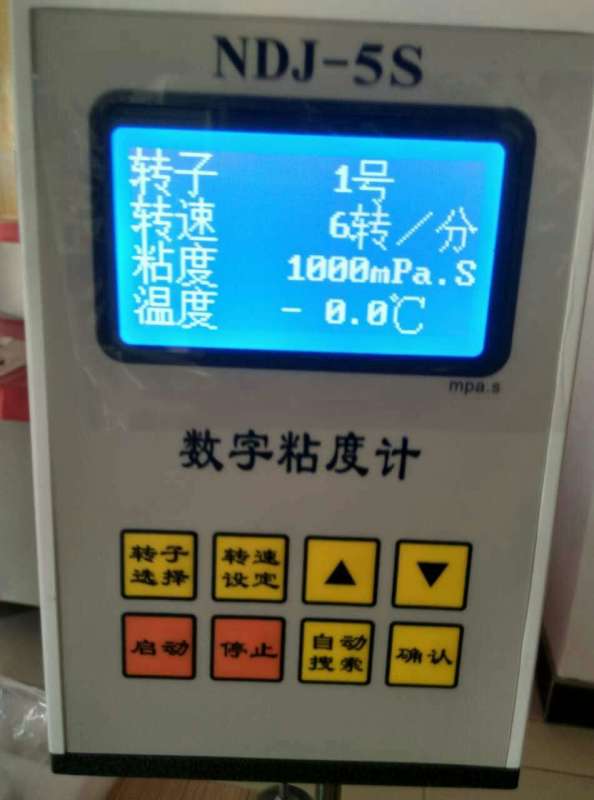 NDJ-5S
转子 1号
转速 6转/分
粘度 1000mPa.S
温度 - 0.0℃
mpa.s
数字粘度计
转子选择 转速设定 ▲ ▼
启动 停止 自动搜索 确认